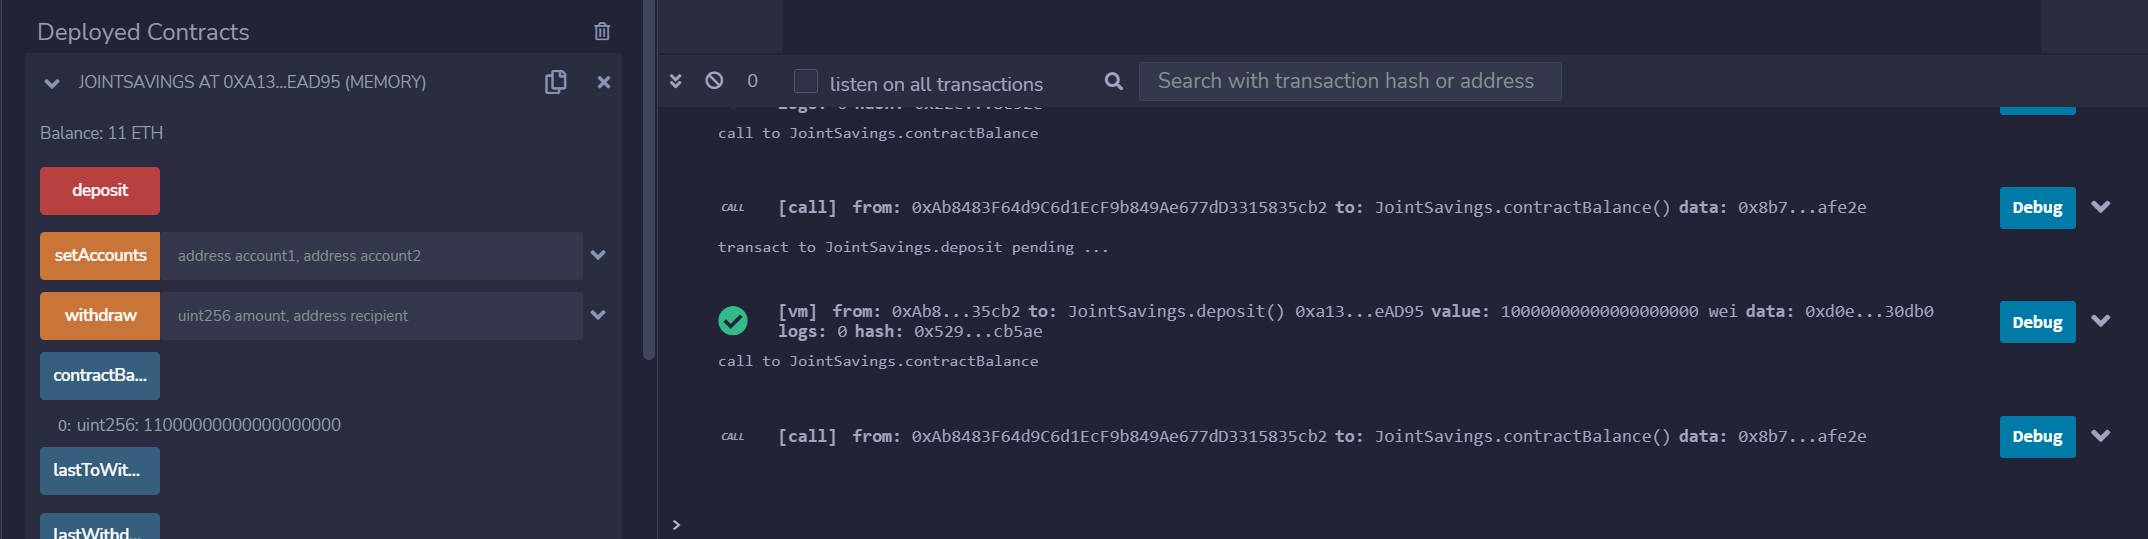 Deployed Contracts
JOINTSAVINGS AT 0XA13...EAD95 (MEMORY)
Balance: 11 ETH
deposit
setAccounts address account1, address account2
withdraw uint256 amount, address recipient
contractBa...
0: uint256: 11000000000000000000
lastToWit...
lastWithd...
0 listen on all transactions Search with transaction hash or address
logs: 0 hash: 0x22e...8e92e
call to JointSavings.contractBalance
CALL [call] from: 0xAb8483F64d9C6d1EcF9b849Ae677dD3315835cb2 to: JointSavings.contractBalance() data: 0x8b7...afe2e Debug
transact to JointSavings.deposit pending ...
[vm] from: 0xAb8...35cb2 to: JointSavings.deposit() 0xa13...eAD95 value: 10000000000000000000 wei data: 0xd0e...30db0 Debug
logs: 0 hash: 0x529...cb5ae
call to JointSavings.contractBalance
CALL [call] from: 0xAb8483F64d9C6d1EcF9b849Ae677dD3315835cb2 to: JointSavings.contractBalance() data: 0x8b7...afe2e Debug
>